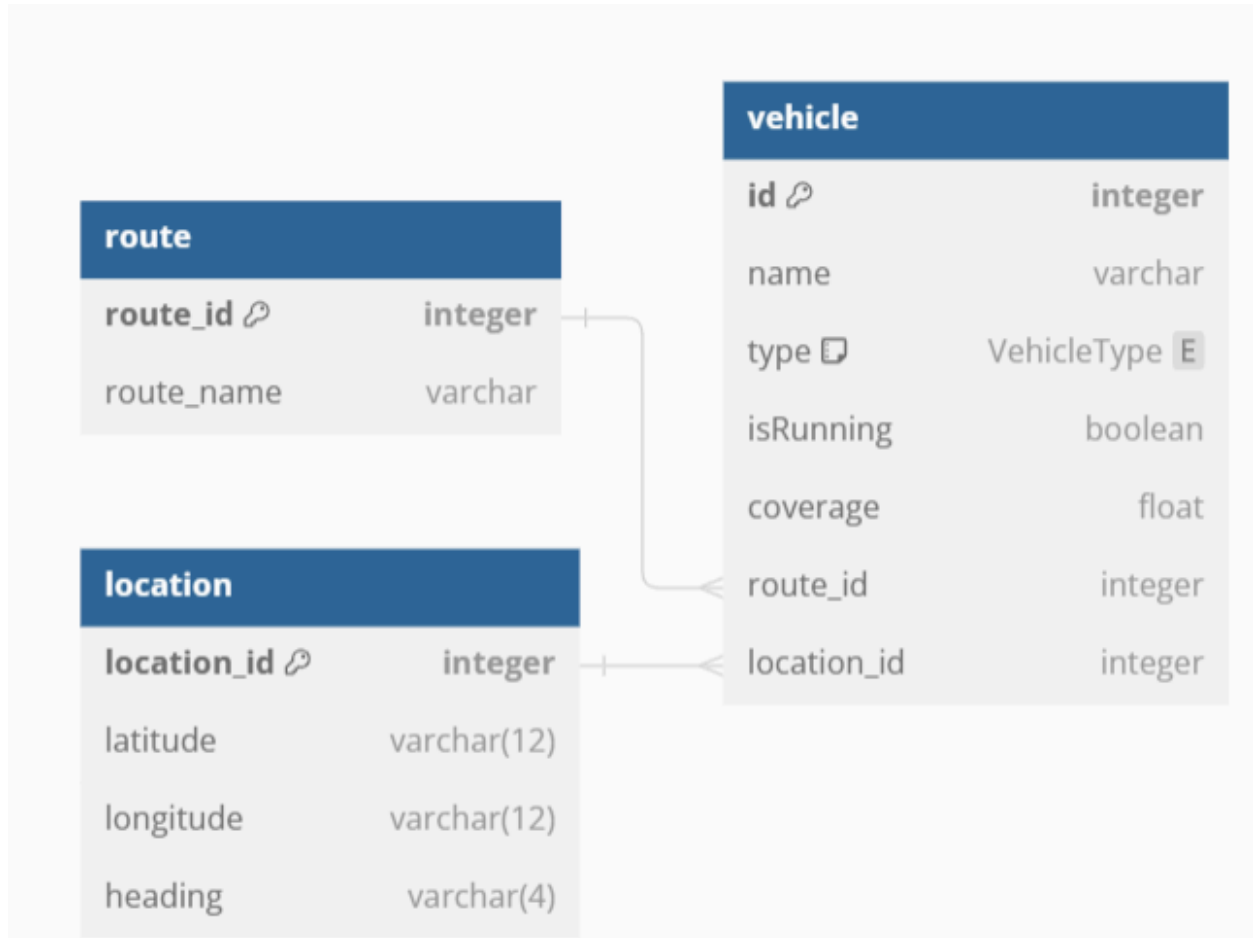 route
route_id integer
route_name varchar
location
location_id integer
latitude varchar(12)
longitude varchar(12)
heading varchar(4)
vehicle
id integer
name varchar
type VehicleType E
isRunning boolean
coverage float
route_id integer
location_id integer